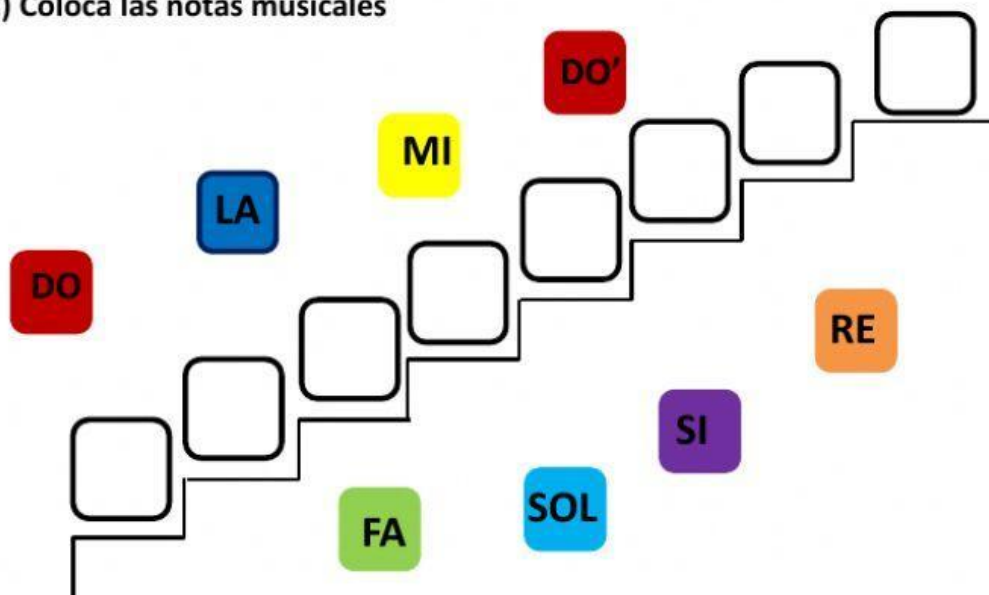 ) Coloca las notas musicales
DO'
MI
LA
DO
RE
SI
SOL
FA